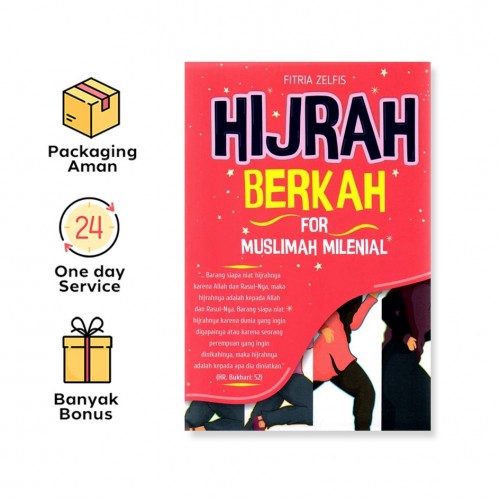 Packaging
Aman
24
One day
Service
Banyak
Bonus
FITRIA ZELFIS
HIJRAH
BERKAH
FOR
MUSLIMAH MILENIAL
"... Barang siapa niat hijrahnya
karena Allah dan Rasul-Nya, maka
hijrahnya adalah kepada Allah
dan Rasul-Nya. Barang siapa niat
hijrahnya karena dunia yang ingin
digapainya atau karena seorang
perempuan yang ingin
dinikahinya, maka hijrahnya
adalah kepada apa dia diniatkan."
(HR. Bukhari: 52)